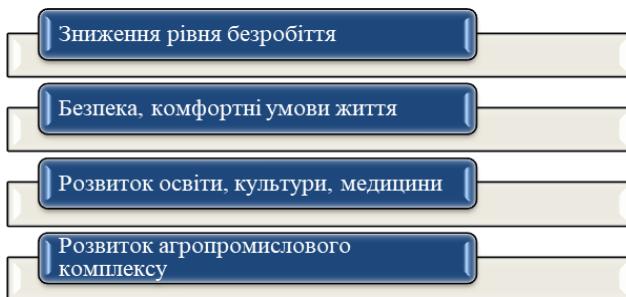 Зниження рівня безробіття
Безпека, комфортні умови життя
Розвиток освіти, культури, медицини
Розвиток агропромислового
комплексу